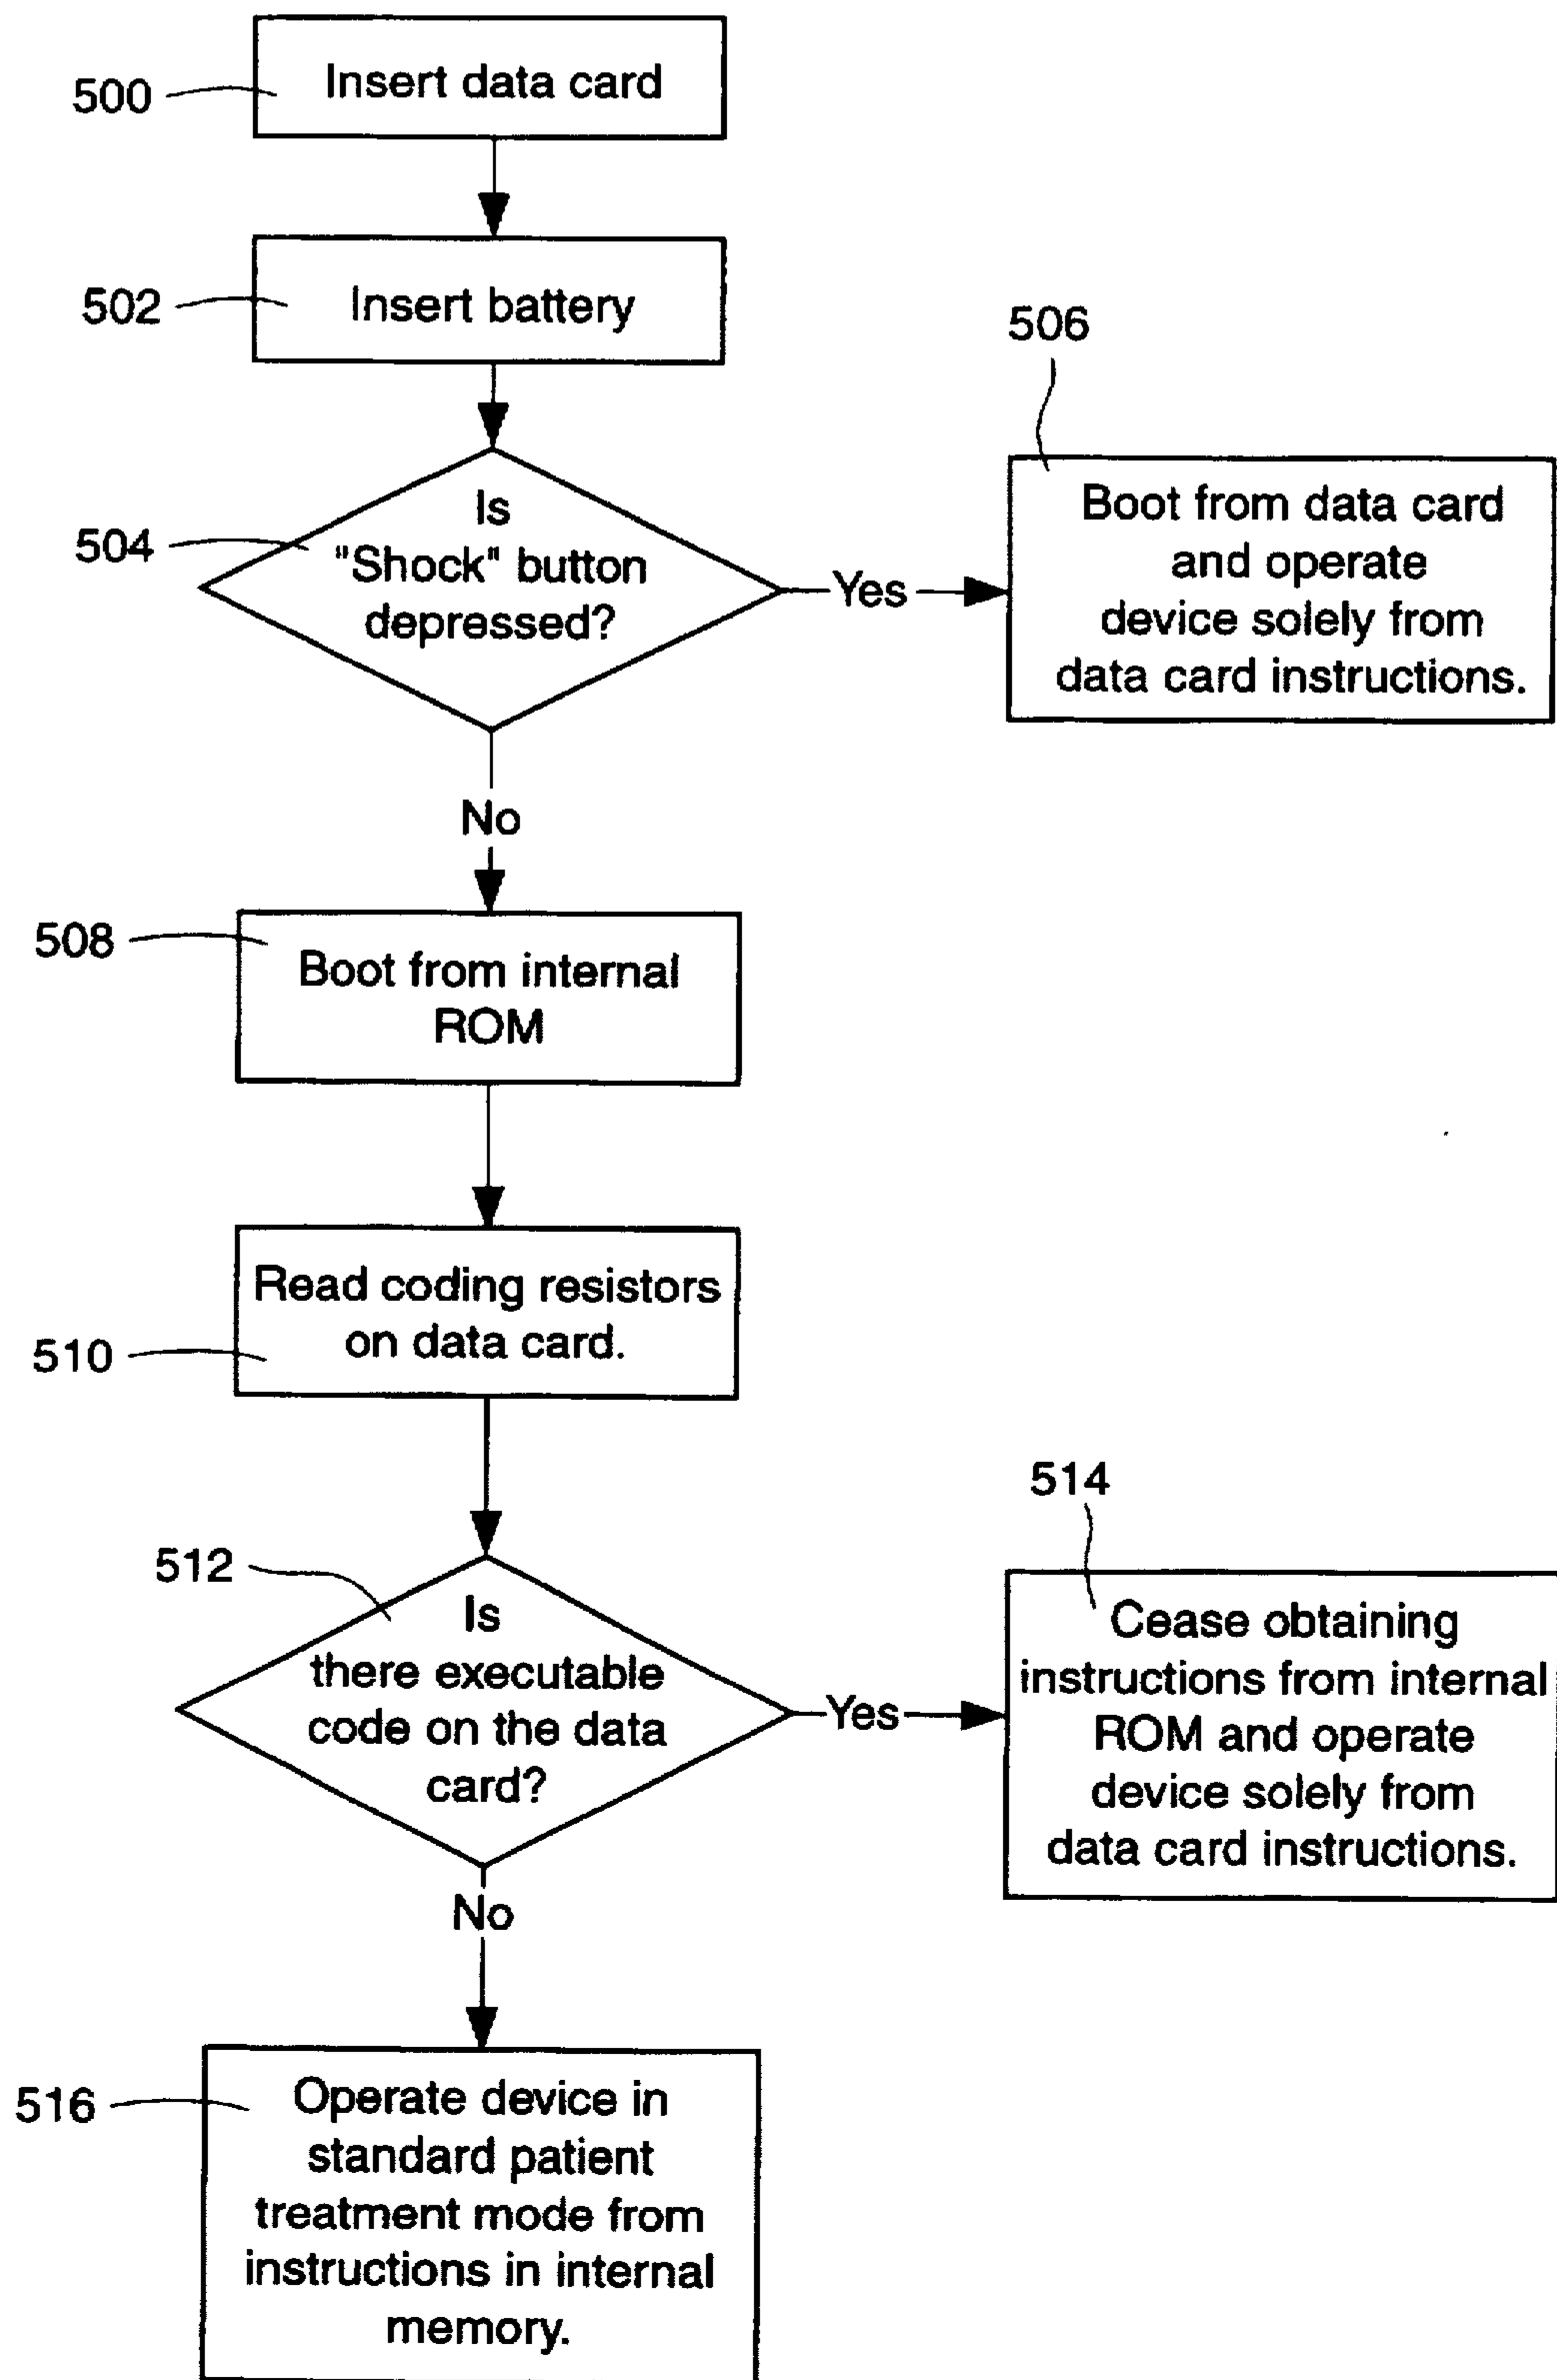 500
Insert data card
502
Insert battery
504
Is
"Shock" button
depressed?
Yes
506
Boot from data card
and operate
device solely from
data card instructions.
No
508
Boot from internal
ROM
510
Read coding resistors
on data card.
512
Is
there executable
code on the data
card?
Yes
514
Cease obtaining
instructions from internal
ROM and operate
device solely from
data card instructions.
No
516
Operate device in
standard patient
treatment mode from
instructions in internal
memory.